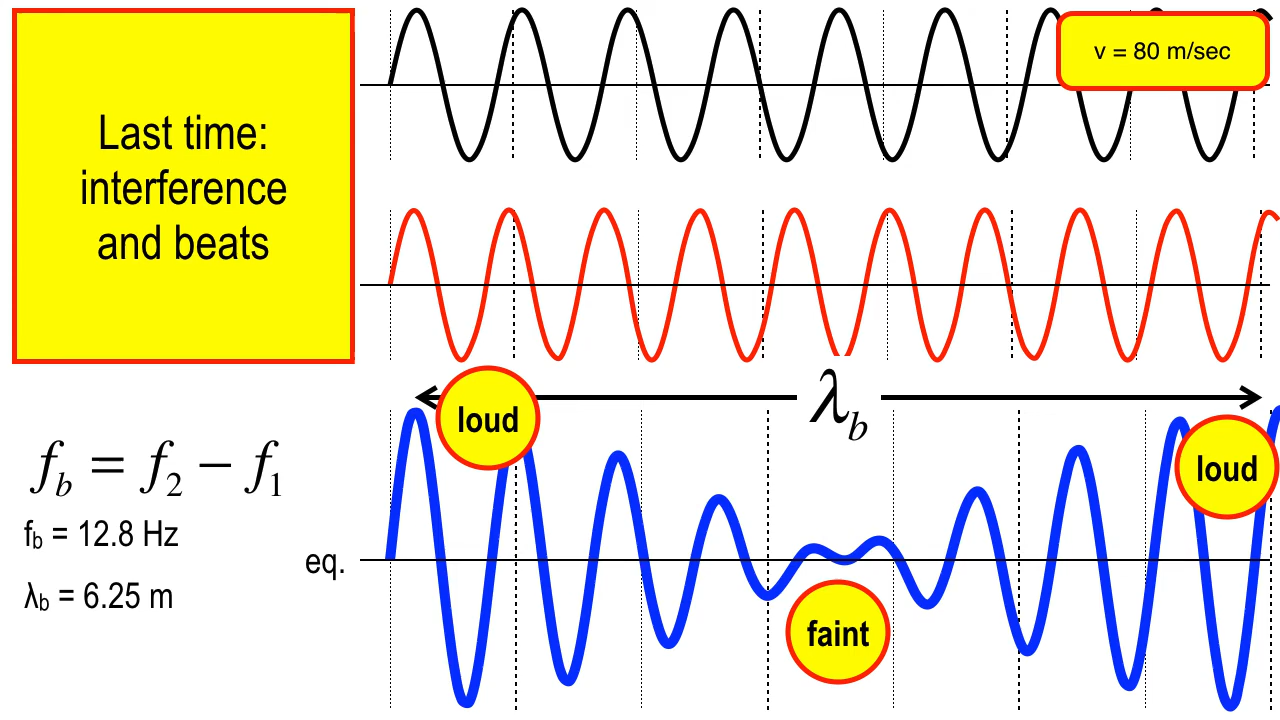 Last time:
interference
and beats
v = 80 m/sec
λb
loud
loud
fb = f2 − f1
fb = 12.8 Hz
λb = 6.25 m
eq.
faint